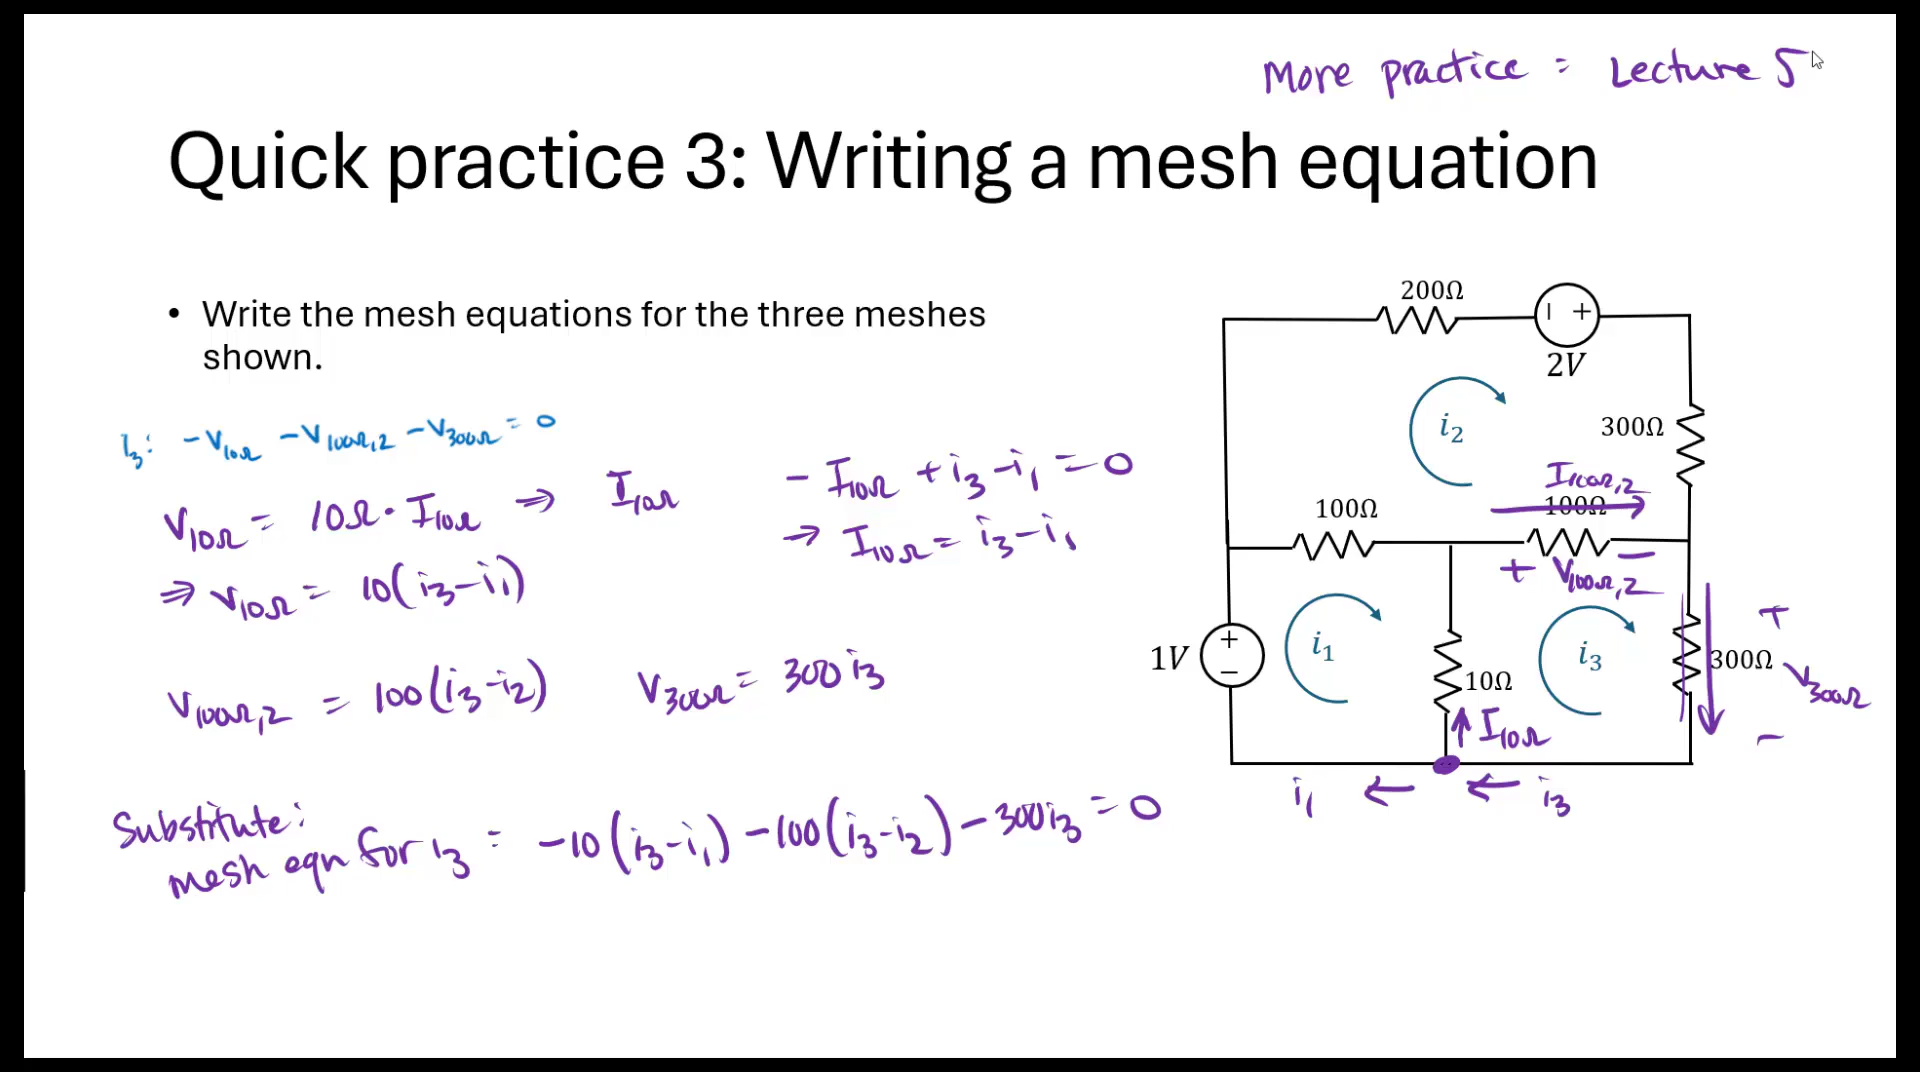 More practice = Lecture 5
Quick practice 3: Writing a mesh equation
• Write the mesh equations for the three meshes
shown.
i₃: -V₁₀Ω -V₁₀₀Ω,₂ -V₃₀₀Ω = 0
V₁₀Ω = 10Ω · I₁₀Ω ⇒ I₁₀Ω
- I₁₀Ω + i₃ - i₁ = 0
→ I₁₀Ω = i₃ - i₁
⇒ V₁₀Ω = 10(i₃-i₁)
V₁₀₀Ω,₂ = 100(i₃-i₂)
V₃₀₀Ω = 300 i₃
Substitute:
mesh eqn for i₃ : -10(i₃-i₁) -100(i₃-i₂) -300i₃ = 0
200Ω
- +
2V
i₂
300Ω
I₁₀₀Ω,₂
100Ω
100Ω
+ V₁₀₀Ω,₂ -
1V
+
-
i₁
10Ω
i₃
300Ω
+
V₃₀₀Ω
-
↑ I₁₀Ω
i₁ ← ← i₃